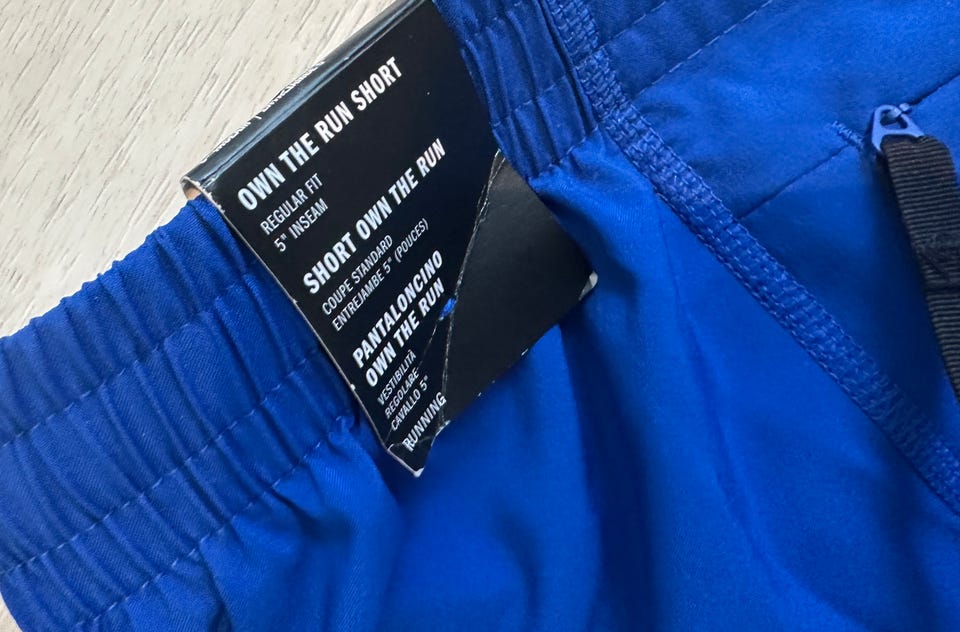 OWN THE RUN SHORT
REGULAR FIT
5" INSEAM
SHORT OWN THE RUN
COUPE STANDARD
ENTREJAMBE 5" (POUCES)
PANTALONCINO
OWN THE RUN
VESTIBILITÀ
REGOLARE
CAVALLO 5"
RUNNING